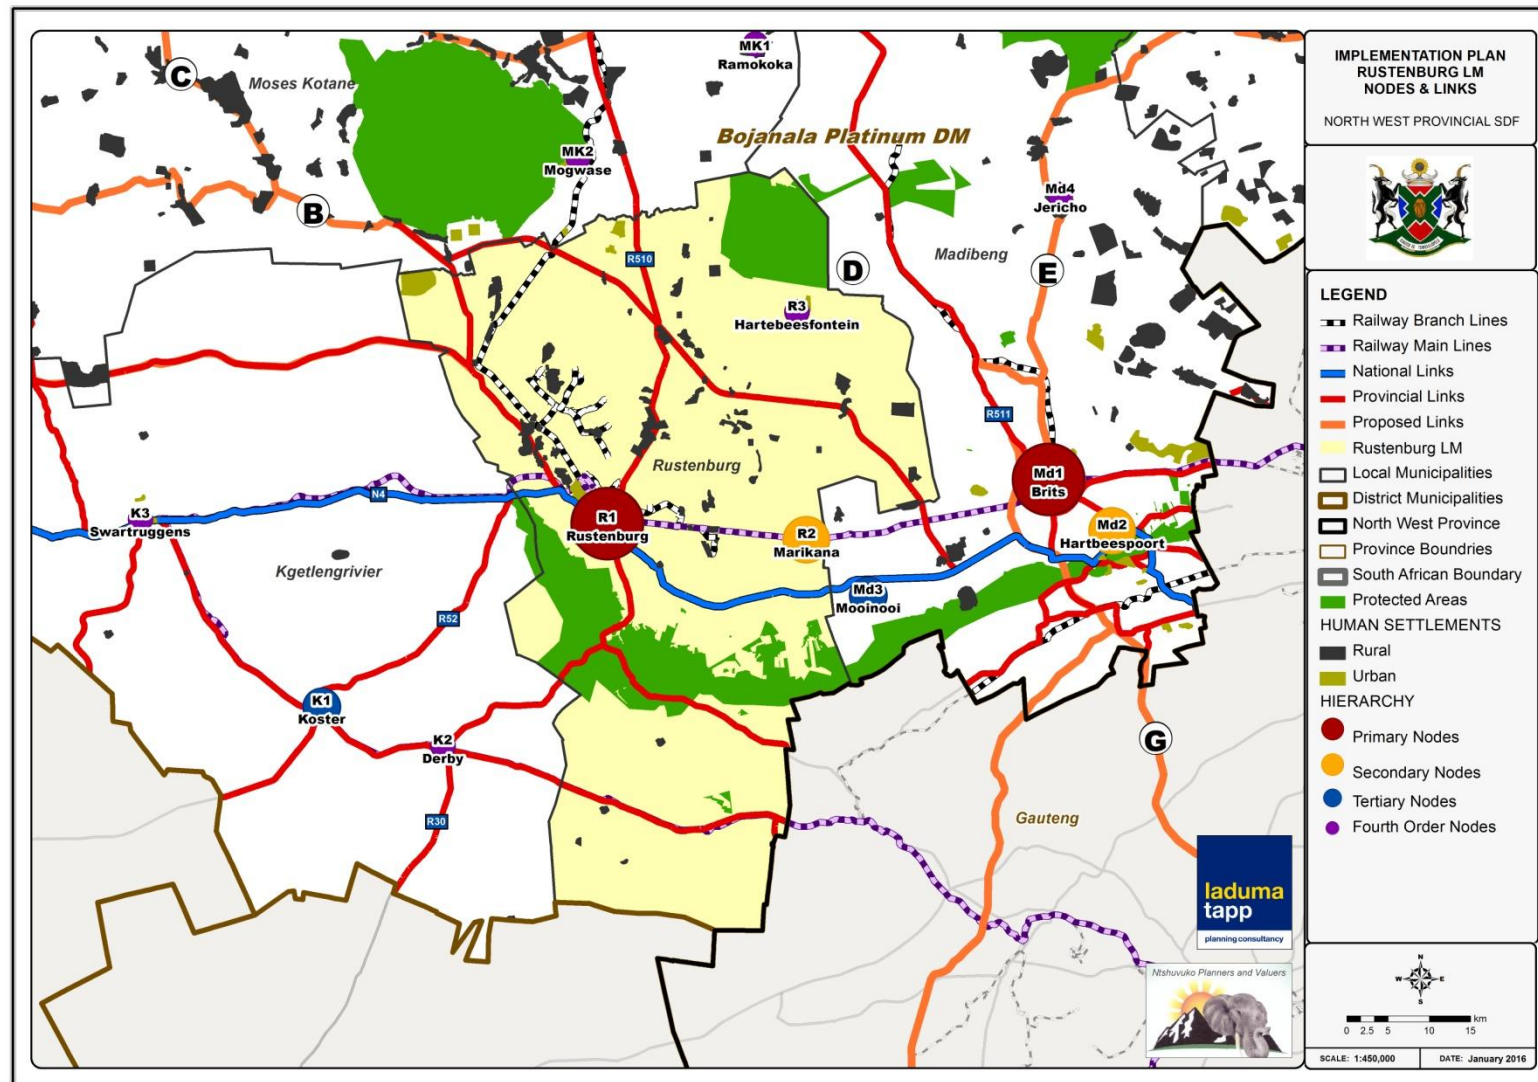 IMPLEMENTATION PLAN
RUSTENBURG LM
NODES & LINKS
NORTH WEST PROVINCIAL SDF
LEGEND
Railway Branch Lines
Railway Main Lines
National Links
Provincial Links
Proposed Links
Rustenburg LM
Local Municipalities
District Municipalities
North West Province
Province Boundries
South African Boundary
Protected Areas
HUMAN SETTLEMENTS
Rural
Urban
HIERARCHY
Primary Nodes
Secondary Nodes
Tertiary Nodes
Fourth Order Nodes
N
W
E
S
km
0 2.5 5 10 15
SCALE: 1:450,000
DATE: January 2016
MK1
Ramokoka
C
Moses Kotane
Bojanala Platinum DM
MK2
Mogwase
Md4
Jericho
B
Madibeng
R510
D
E
R3
Hartebeesfontein
R511
Rustenburg
Md1
Brits
N4
K3
Swartruggens
R1
Rustenburg
R2
Marikana
Md2
Hartbeespoort
Kgetlengrivier
Md3
Mooinooi
R52
K1
Koster
K2
Derby
G
R30
Gauteng
laduma
tapp
planning consultancy
Ntshuvuko Planners and Valuers